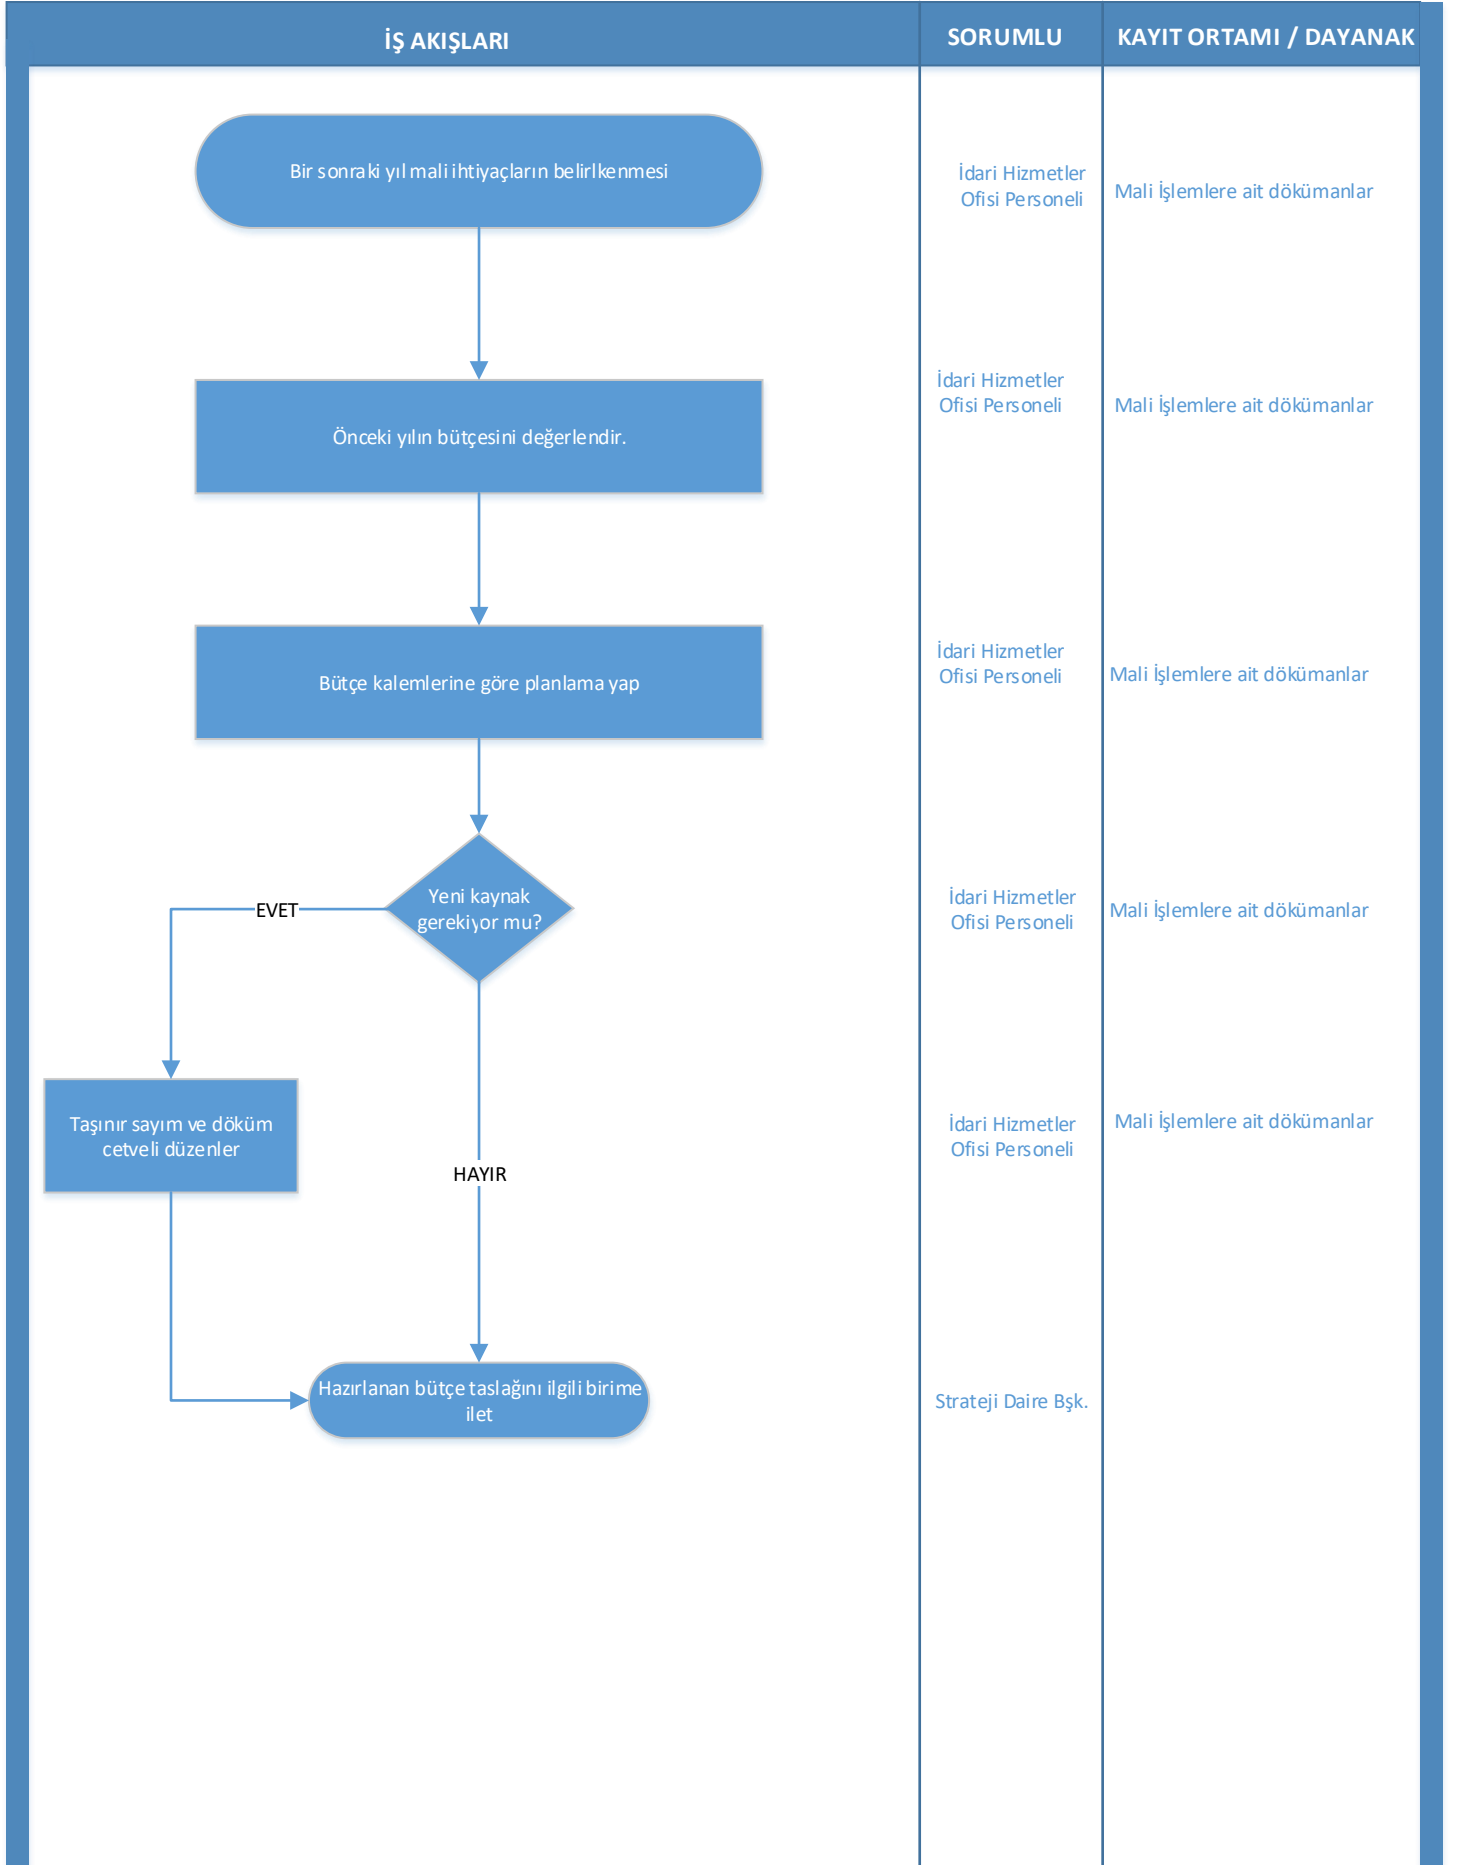 İŞ AKIŞLARI
SORUMLU
KAYIT ORTAMI / DAYANAK
Bir sonraki yıl mali ihtiyaçların belirlkenmesi
İdari Hizmetler
Ofisi Personeli
Mali İşlemlere ait dökümanlar
Önceki yılın bütçesini değerlendir.
İdari Hizmetler
Ofisi Personeli
Mali İşlemlere ait dökümanlar
Bütçe kalemlerine göre planlama yap
İdari Hizmetler
Ofisi Personeli
Mali İşlemlere ait dökümanlar
Yeni kaynak
gerekiyor mu?
EVET
İdari Hizmetler
Ofisi Personeli
Mali İşlemlere ait dökümanlar
Taşınır sayım ve döküm
cetveli düzenler
HAYIR
İdari Hizmetler
Ofisi Personeli
Mali İşlemlere ait dökümanlar
Hazırlanan bütçe taslağını ilgili birime
ilet
Strateji Daire Bşk.